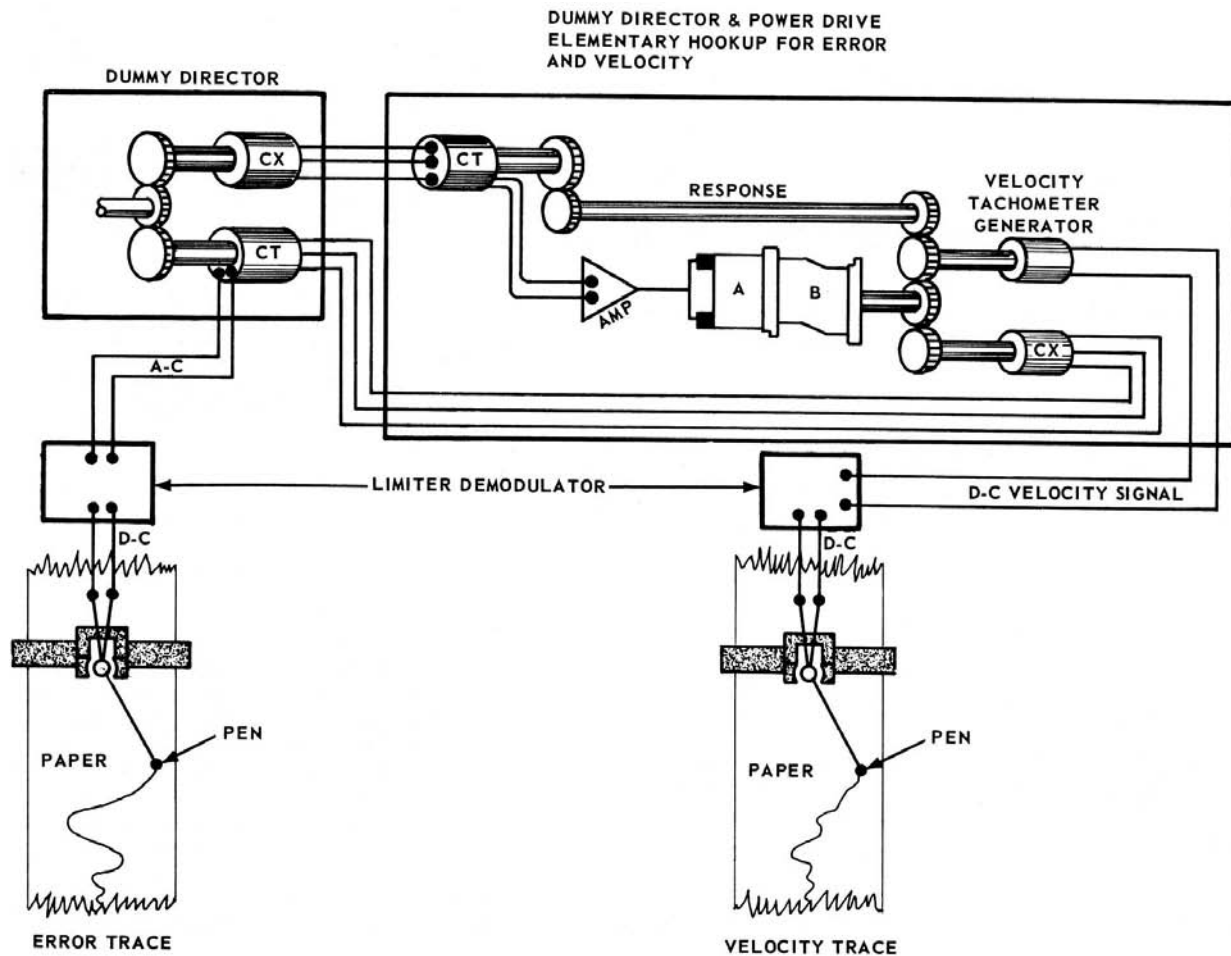 DUMMY DIRECTOR & POWER DRIVE
ELEMENTARY HOOKUP FOR ERROR
AND VELOCITY
DUMMY DIRECTOR
CX
CT
CT
RESPONSE
VELOCITY
TACHOMETER
GENERATOR
AMP
A
B
CX
A-C
LIMITER DEMODULATOR
D-C VELOCITY SIGNAL
D-C
D-C
PEN
PAPER
PEN
PAPER
ERROR TRACE
VELOCITY TRACE